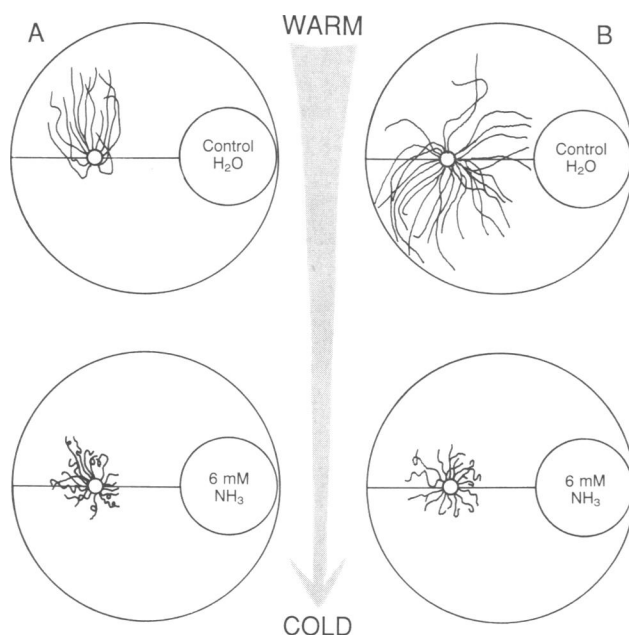 A
WARM
B
Control
H₂O
Control
H₂O
6 mM
NH₃
6 mM
NH₃
COLD